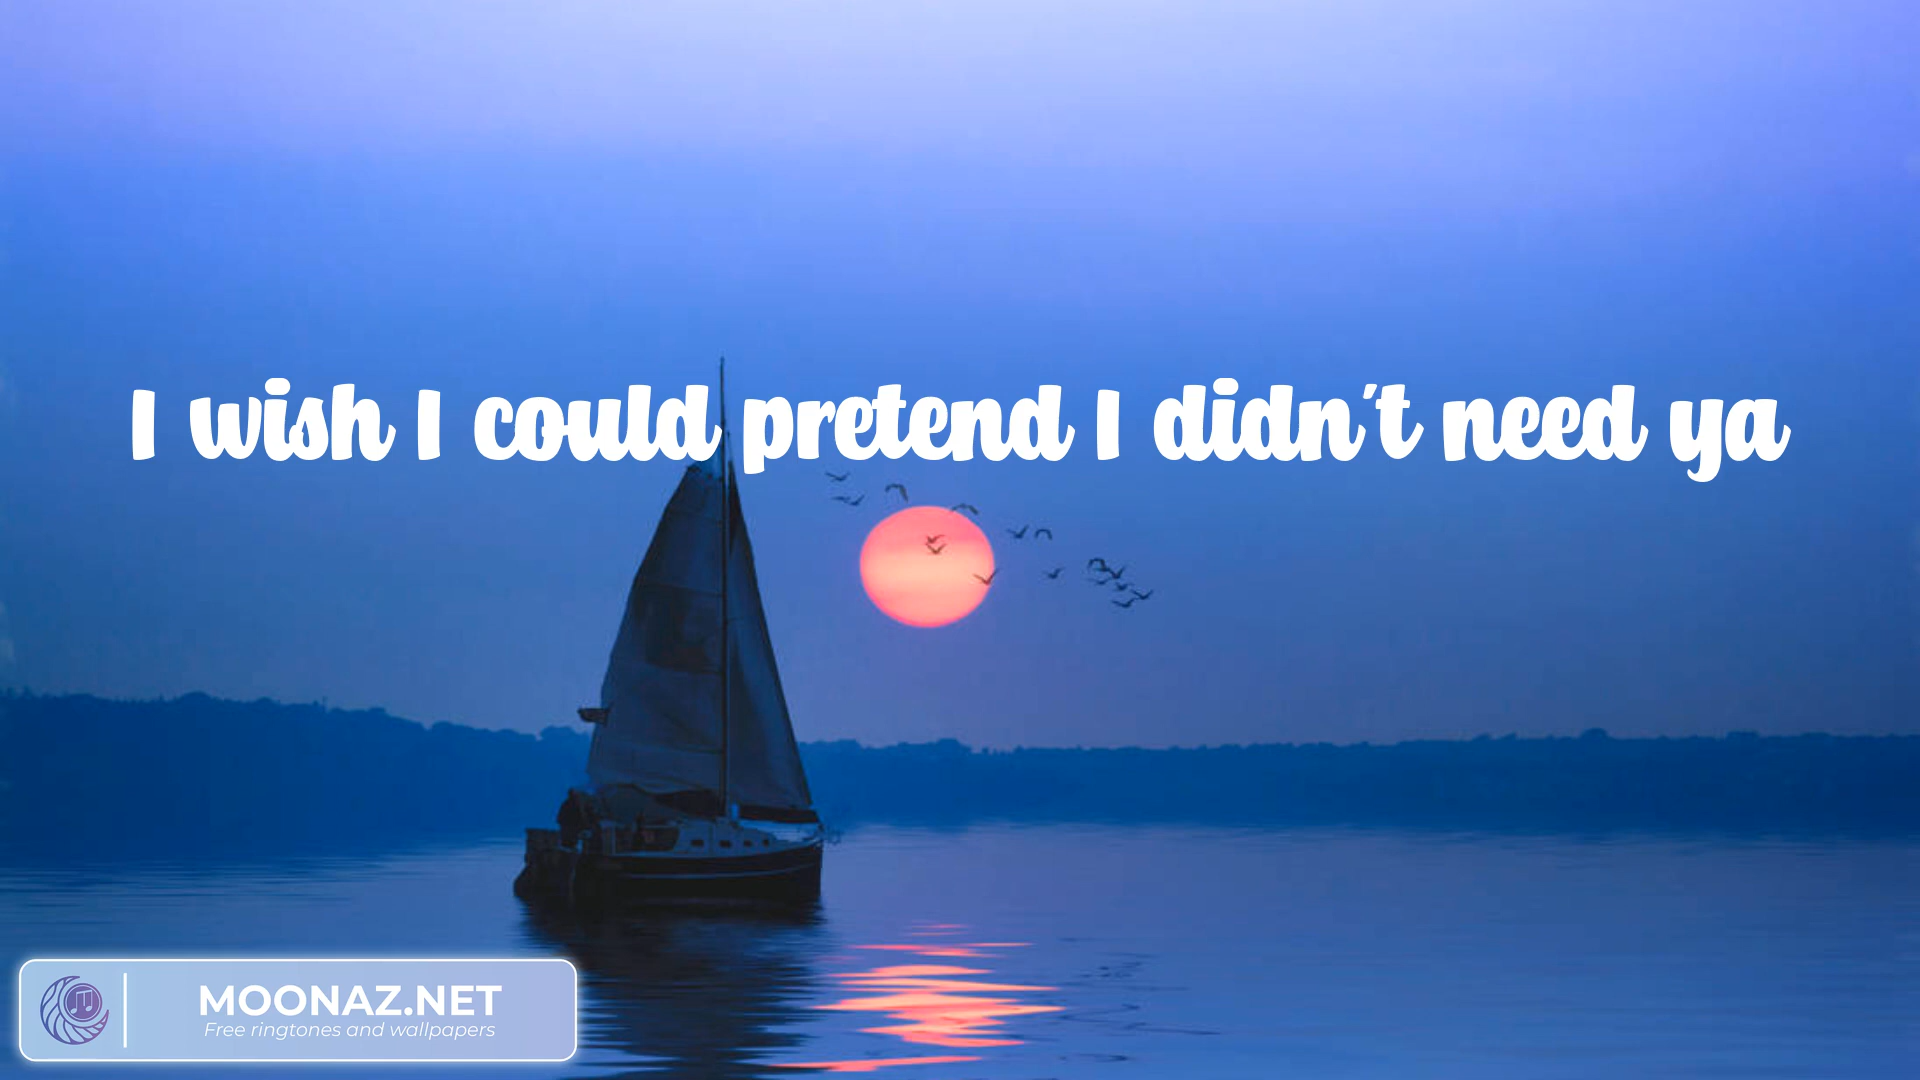 I wish I could pretend I didn't need ya
MOONAZ.NET
Free ringtones and wallpapers